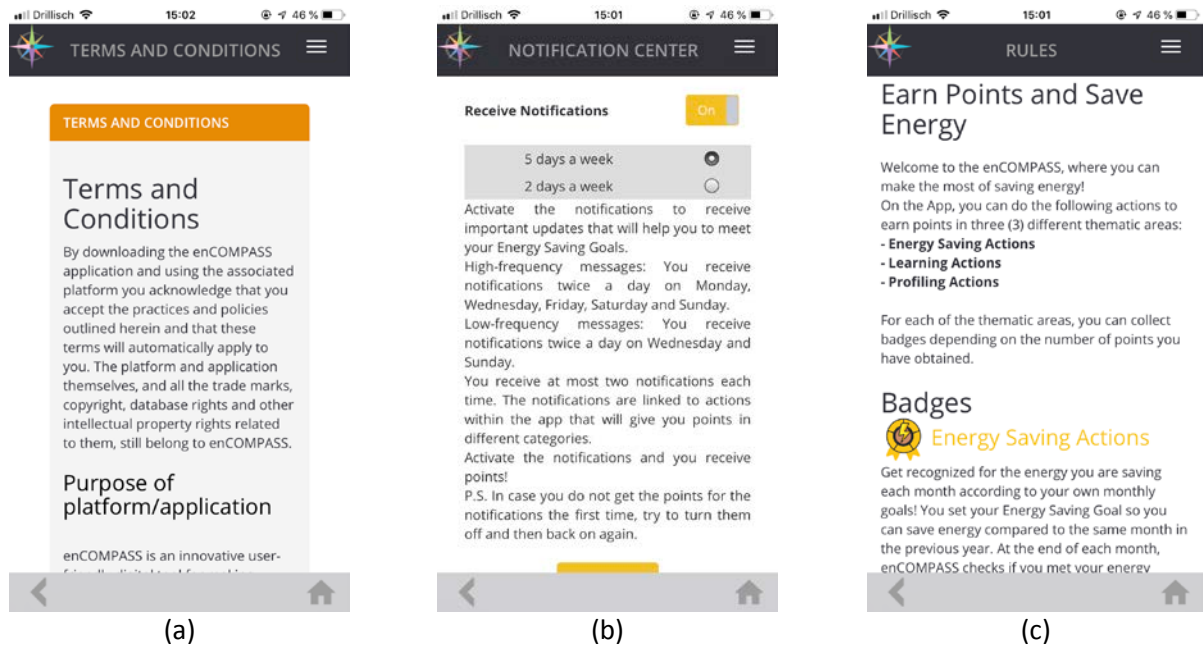 Drillisch 15:02 46 %
TERMS AND CONDITIONS
TERMS AND CONDITIONS
Terms and
Conditions
By downloading the enCOMPASS
application and using the associated
platform you acknowledge that you
accept the practices and policies
outlined herein and that these
terms will automatically apply to
you. The platform and application
themselves, and all the trade marks,
copyright, database rights and other
intellectual property rights related
to them, still belong to enCOMPASS.
Purpose of
platform/application
enCOMPASS is an innovative user-
(a)
Drillisch 15:01 46 %
NOTIFICATION CENTER
Receive Notifications On
5 days a week
2 days a week
Activate the notifications to receive
important updates that will help you to meet
your Energy Saving Goals.
High-frequency messages: You receive
notifications twice a day on Monday,
Wednesday, Friday, Saturday and Sunday.
Low-frequency messages: You receive
notifications twice a day on Wednesday and
Sunday.
You receive at most two notifications each
time. The notifications are linked to actions
within the app that will give you points in
different categories.
Activate the notifications and you receive
points!
P.S. In case you do not get the points for the
notifications the first time, try to turn them
off and then back on again.
(b)
Drillisch 15:01 46 %
RULES
Earn Points and Save
Energy
Welcome to the enCOMPASS, where you can
make the most of saving energy!
On the App, you can do the following actions to
earn points in three (3) different thematic areas:
- Energy Saving Actions
- Learning Actions
- Profiling Actions
For each of the thematic areas, you can collect
badges depending on the number of points you
have obtained.
Badges
Energy Saving Actions
Get recognized for the energy you are saving
each month according to your own monthly
goals! You set your Energy Saving Goal so you
can save energy compared to the same month in
the previous year. At the end of each month,
enCOMPASS checks if you met your energy
(c)